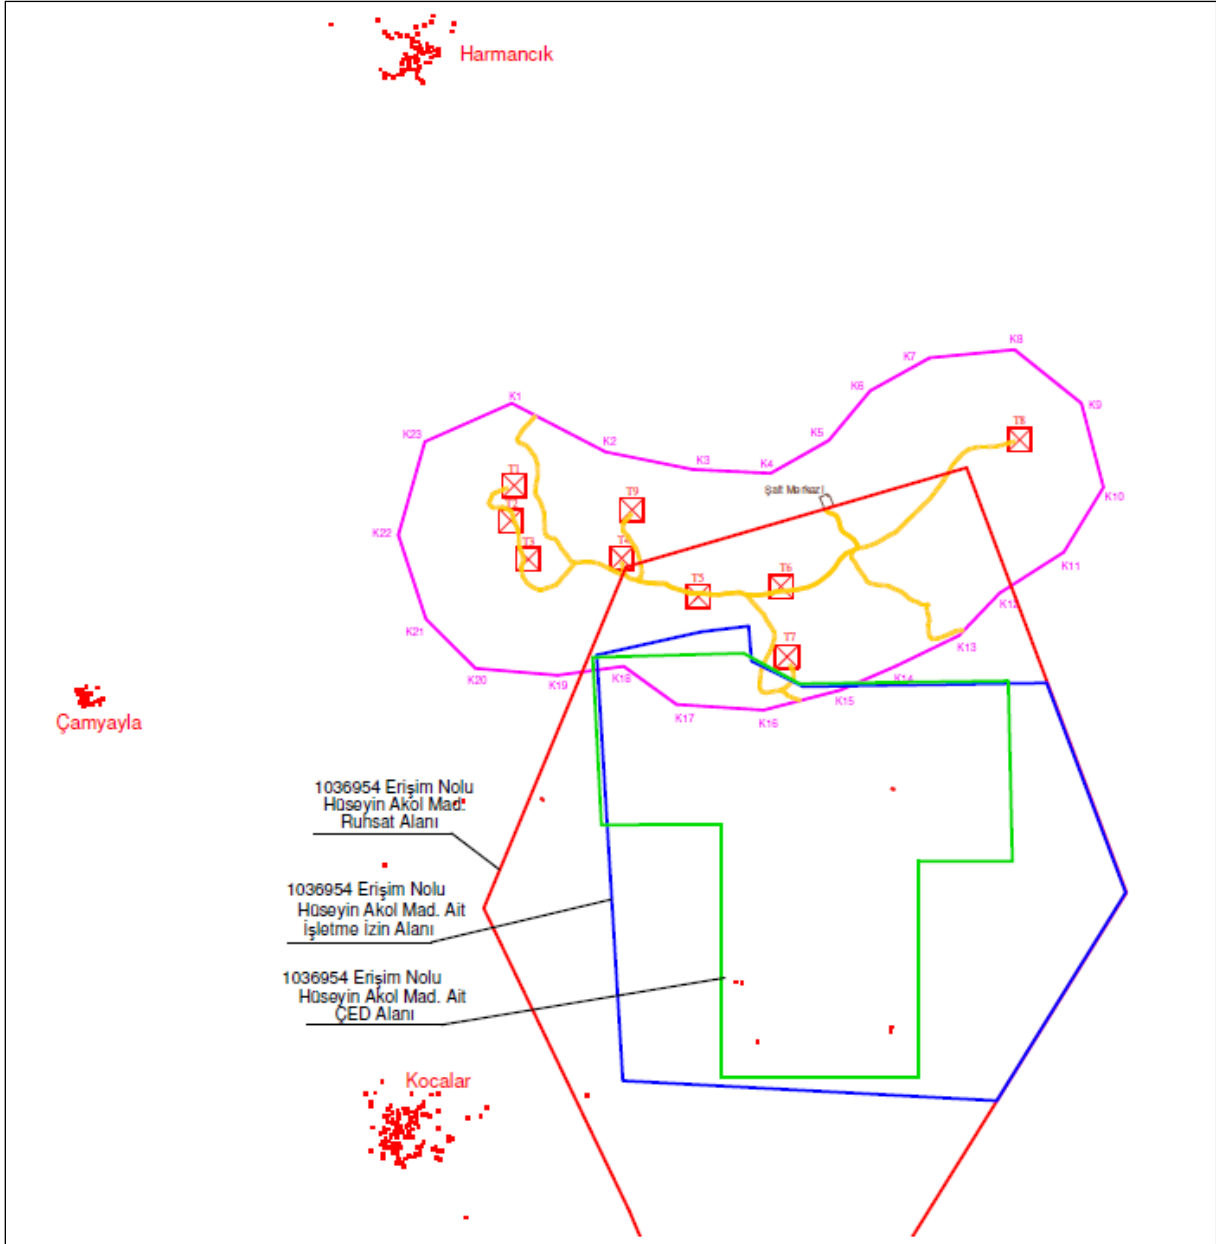 Harmancık
K8
K7
K6
K9
K1
K5
K23
K2
T8
K3
K4
T1
Şalt Merkezi
K10
T9
T2
K22
T3
T4
K11
T6
T5
K12
K21
T7
K13
K20
K19
K18
K14
K15
K17
K16
Çamyayla
1036954 Erişim Nolu
Hüseyin Akol Mad.
Ruhsat Alanı
1036954 Erişim Nolu
Hüseyin Akol Mad. Ait
İşletme İzin Alanı
1036954 Erişim Nolu
Hüseyin Akol Mad. Ait
ÇED Alanı
Kocalar